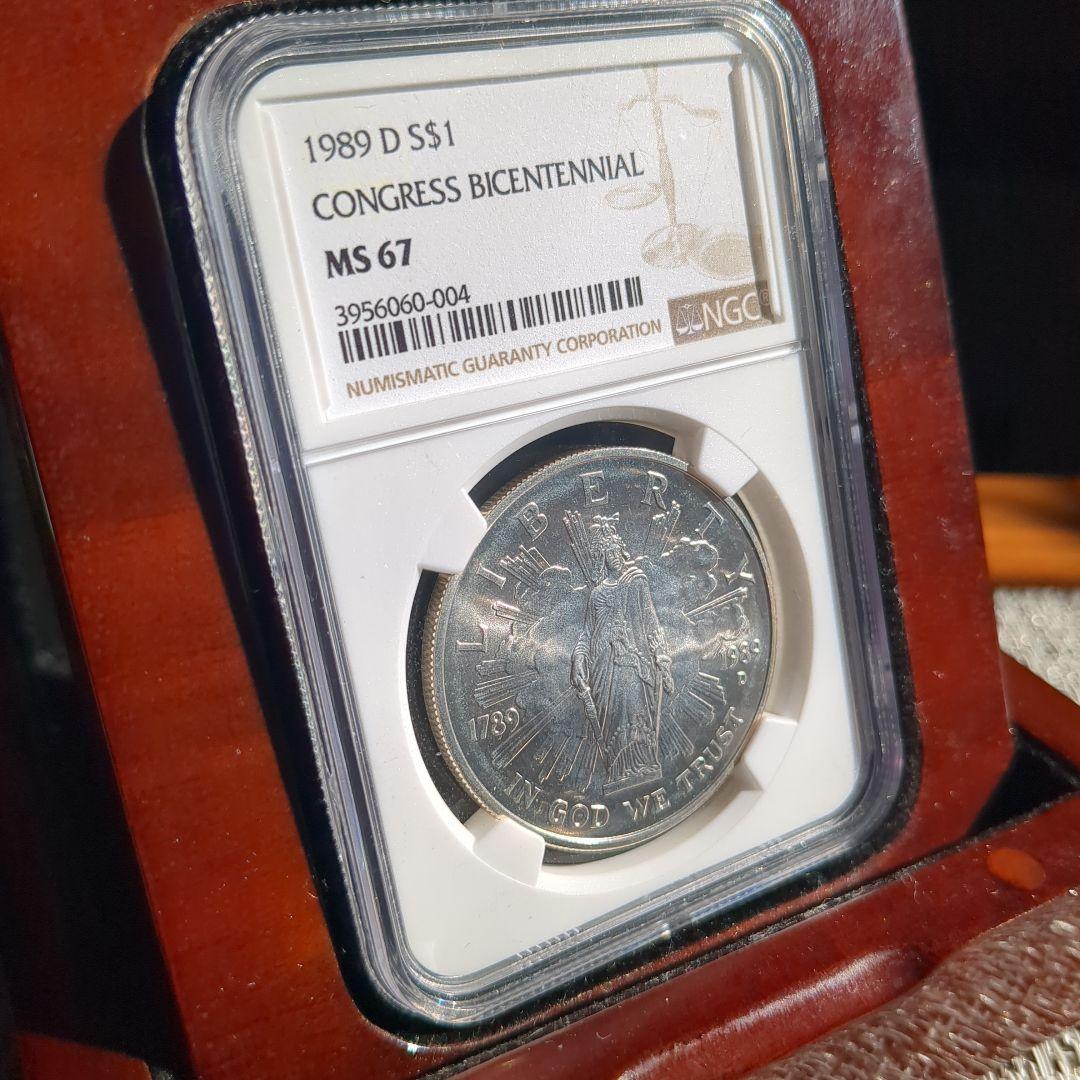 1989 D S$1
CONGRESS BICENTENNIAL
MS 67
3956060-004
NGC®
NUMISMATIC GUARANTY CORPORATION
LIBERTY
1789
1989
D
IN GOD WE TRUST